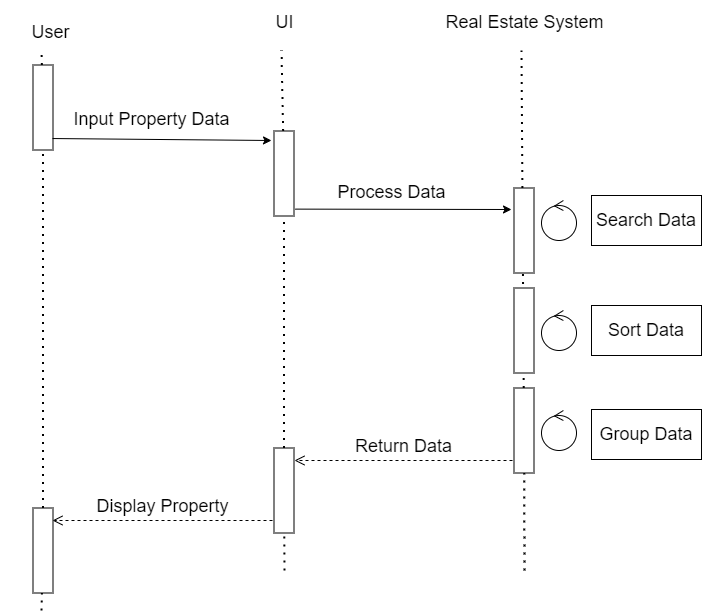 User
UI
Real Estate System
Input Property Data
Process Data
Search Data
Sort Data
Group Data
Return Data
Display Property